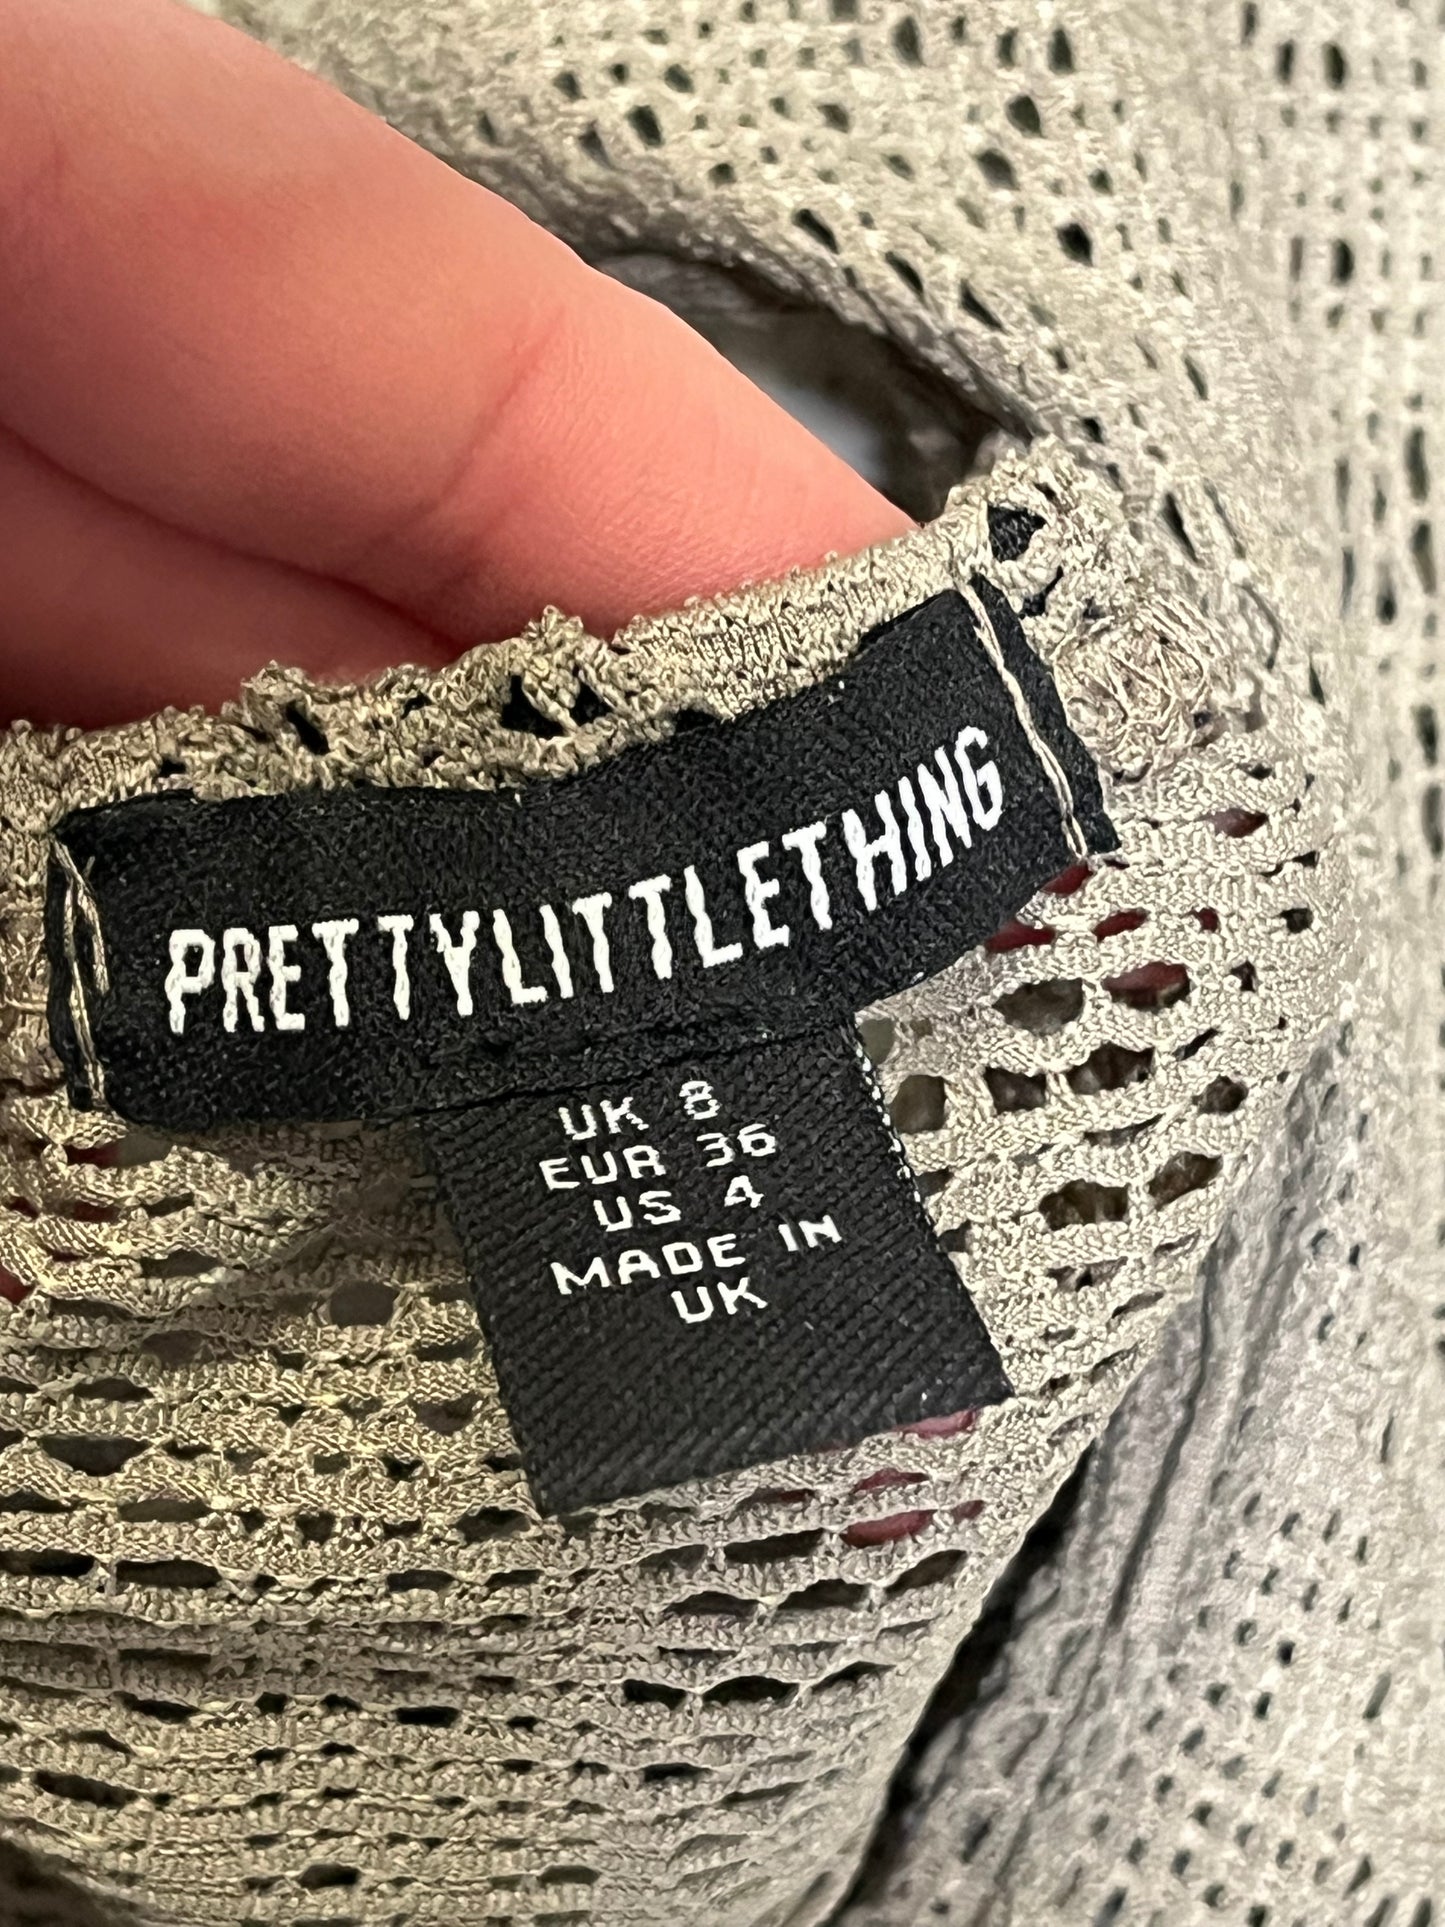 PRETTYLITTLETHING
UK 8
EUR 36
US 4
MADE IN
UK